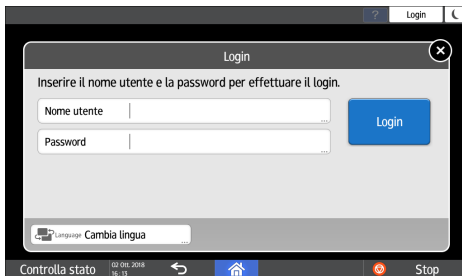 ? Login
Login
Inserire il nome utente e la password per effettuare il login.
Nome utente
...
Login
Password
...
Language Cambia lingua
...
Controlla stato
02 Ott. 2018
16:13
Stop